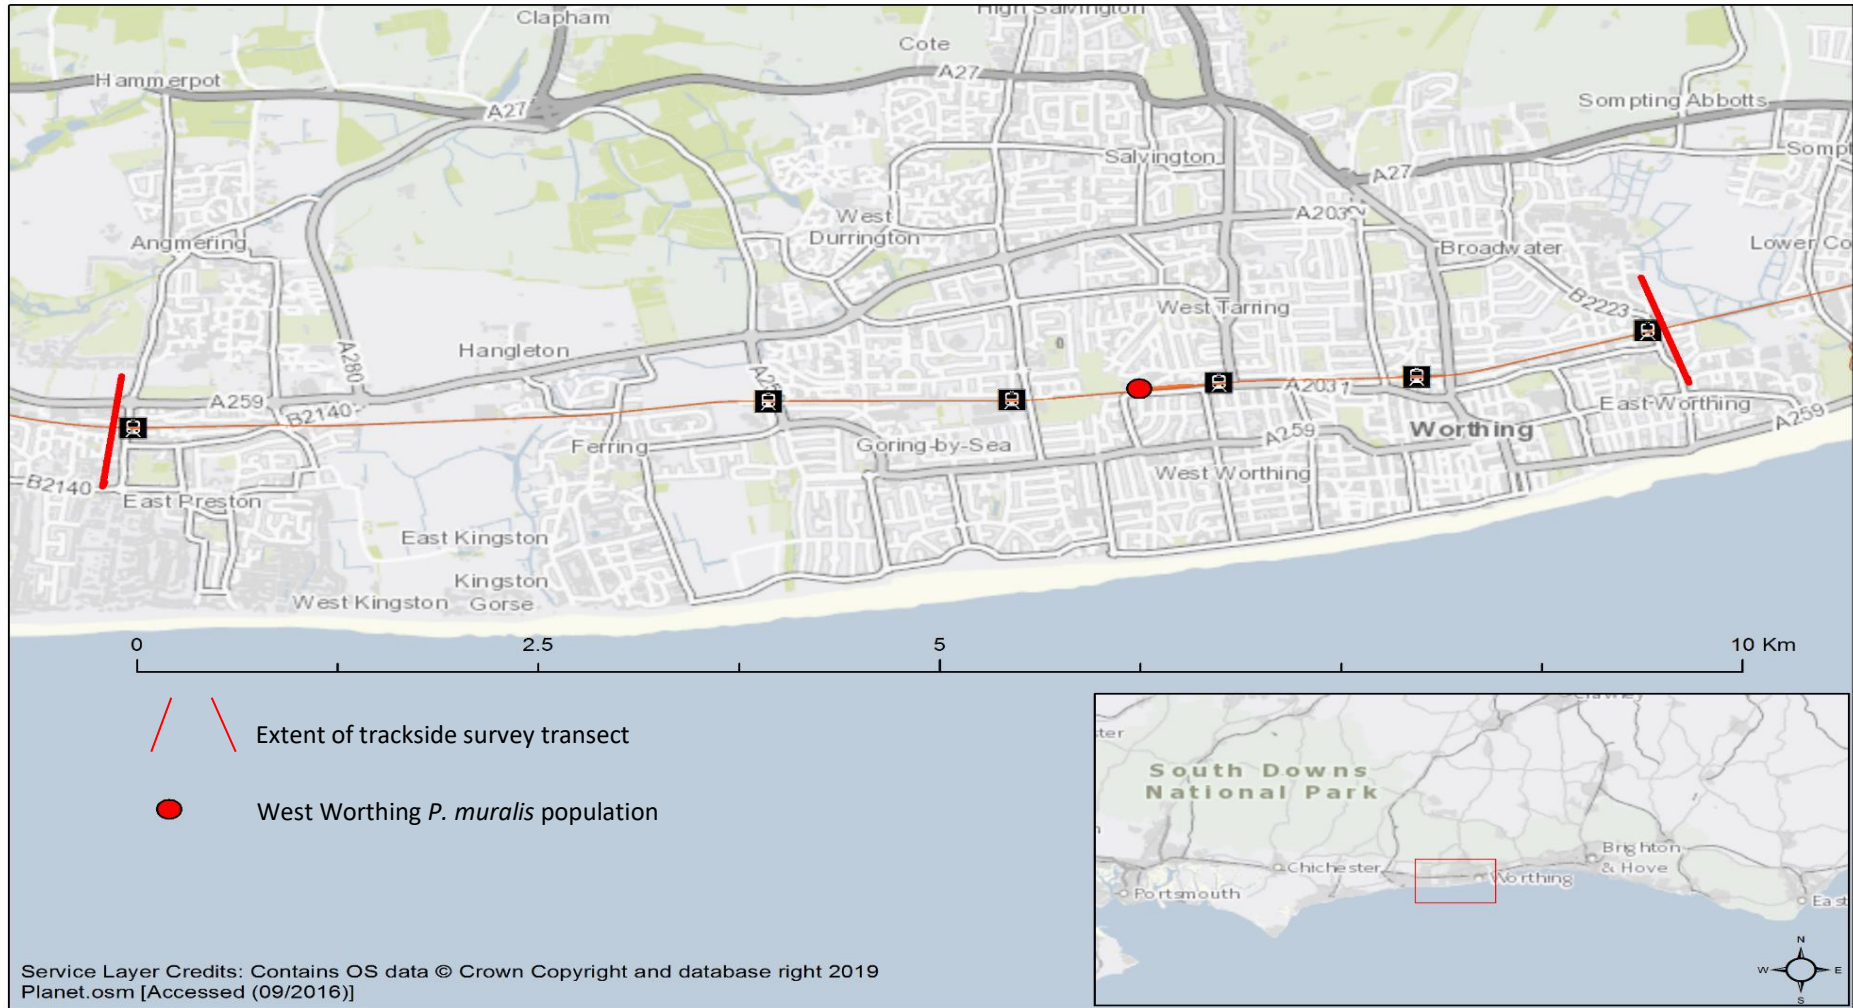 Clapham
High Salvington
Cote
Hammerpot
A27
A27
Sompting Abbotts
Salvington
Sompt
A27
West
Durrington
A2032
Angmering
Broadwater
Lower Co
West Tarring
B2223
Hangleton
A280
A259
B2140
A2031
East Worthing
A259
Ferring
Goring-by-Sea
A259
Worthing
West Worthing
B2140
East Preston
East Kingston
Kingston
Gorse
West Kingston
0
2.5
5
10 Km
Extent of trackside survey transect
West Worthing P. muralis population
South Downs
National Park
Chichester
Brighton
& Hove
Worthing
Portsmouth
East
N
W
E
S
Service Layer Credits: Contains OS data © Crown Copyright and database right 2019
Planet.osm [Accessed (09/2016)]